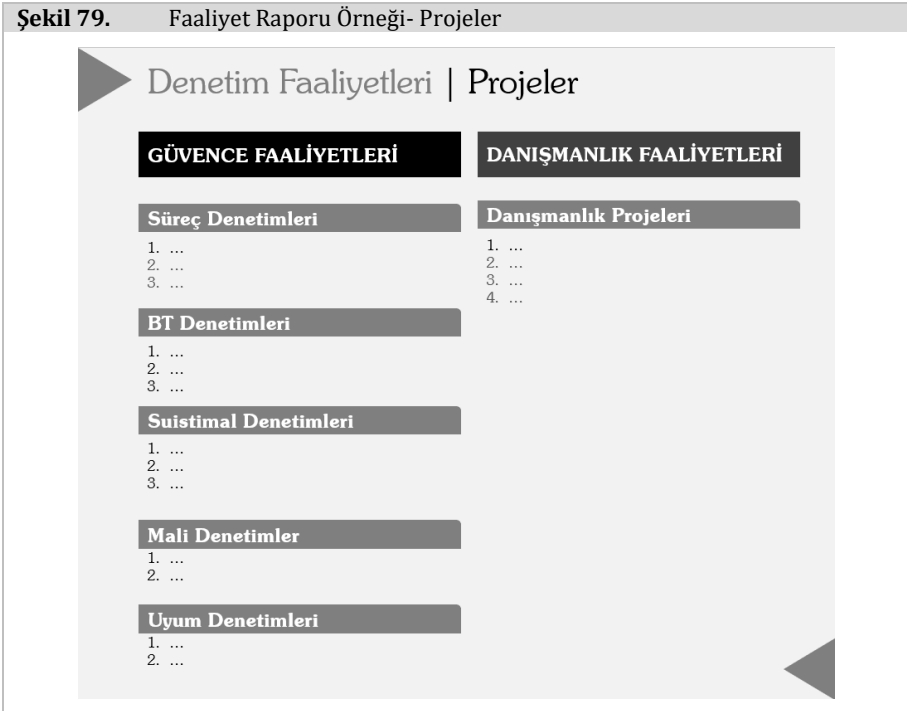 Şekil 79. Faaliyet Raporu Örneği- Projeler
Denetim Faaliyetleri | Projeler
GÜVENCE FAALİYETLERİ
Süreç Denetimleri
1. ...
2. ...
3. ...
BT Denetimleri
1. ...
2. ...
3. ...
Suistimal Denetimleri
1. ...
2. ...
3. ...
Mali Denetimler
1. ...
2. ...
Uyum Denetimleri
1. ...
2. ...
DANIŞMANLIK FAALİYETLERİ
Danışmanlık Projeleri
1. ...
2. ...
3. ...
4. ...